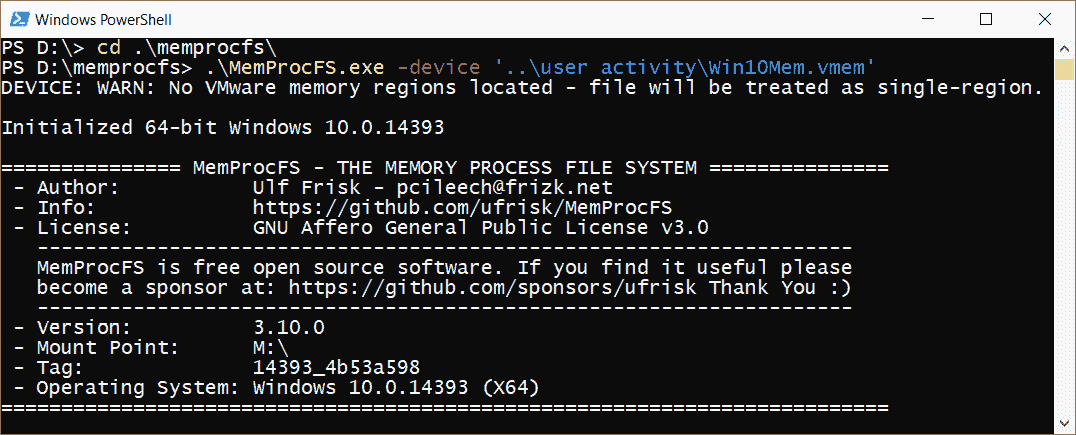 Windows PowerShell
PS D:\> cd .\memprocfs\
PS D:\memprocfs> .\MemProcFS.exe -device '..\user activity\Win10Mem.vmem'
DEVICE: WARN: No VMware memory regions located - file will be treated as single-region.
Initialized 64-bit Windows 10.0.14393
=============== MemProcFS - THE MEMORY PROCESS FILE SYSTEM ===============
- Author:           Ulf Frisk - pcileech@frizk.net
- Info:             https://github.com/ufrisk/MemProcFS
- License:          GNU Affero General Public License v3.0
--------------------------------------------------------------------
MemProcFS is free open source software. If you find it useful please
become a sponsor at: https://github.com/sponsors/ufrisk Thank You :)
--------------------------------------------------------------------
- Version:          3.10.0
- Mount Point:      M:\
- Tag:              14393_4b53a598
- Operating System: Windows 10.0.14393 (X64)
==========================================================================